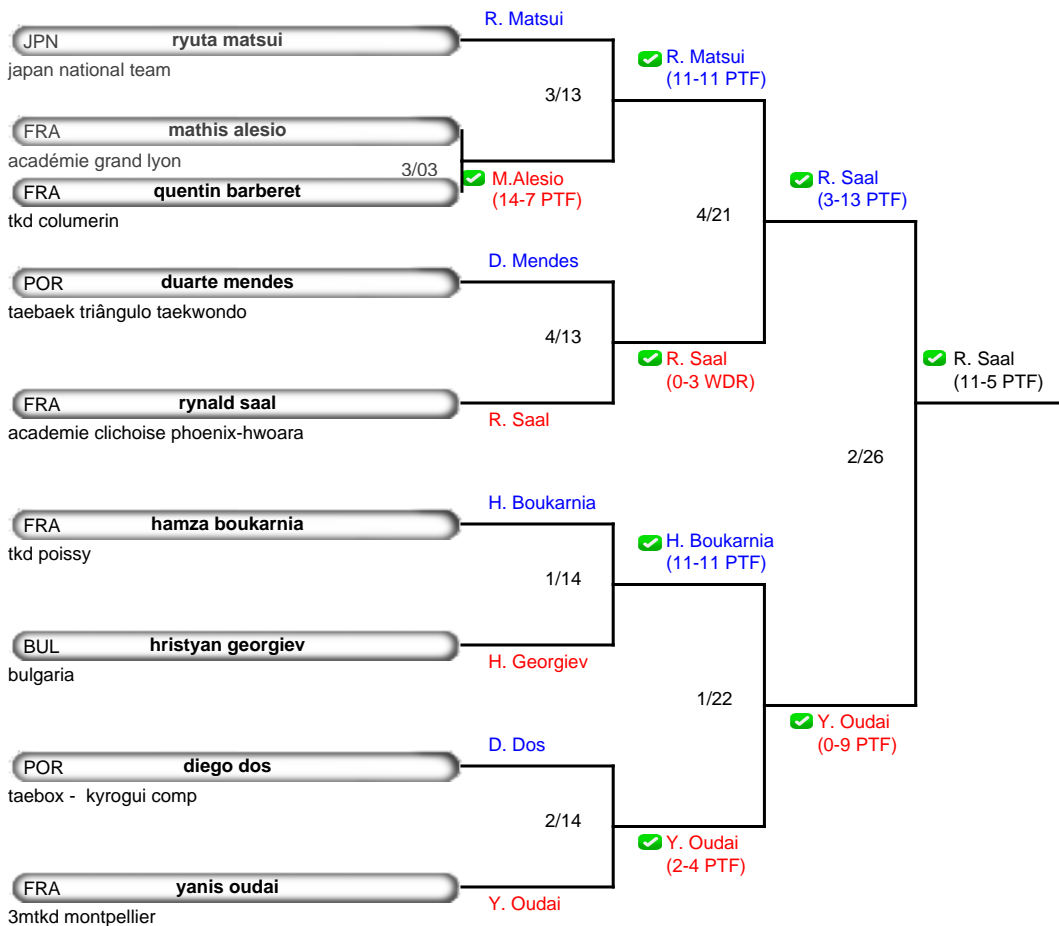 R. Matsui
JPN ryuta matsui
japan national team
R. Matsui
(11-11 PTF)
3/13
FRA mathis alesio
académie grand lyon
3/03
M.Alesio
(14-7 PTF)
FRA quentin barberet
tkd columerin
R. Saal
(3-13 PTF)
4/21
D. Mendes
POR duarte mendes
taebaek triângulo taekwondo
4/13
R. Saal
(0-3 WDR)
R. Saal
(11-5 PTF)
FRA rynald saal
academie clichoise phoenix-hwoara
R. Saal
2/26
H. Boukarnia
FRA hamza boukarnia
tkd poissy
H. Boukarnia
(11-11 PTF)
1/14
BUL hristyan georgiev
bulgaria
H. Georgiev
1/22
Y. Oudai
(0-9 PTF)
D. Dos
POR diego dos
taebox - kyrogui comp
2/14
Y. Oudai
(2-4 PTF)
FRA yanis oudai
3mtkd montpellier
Y. Oudai